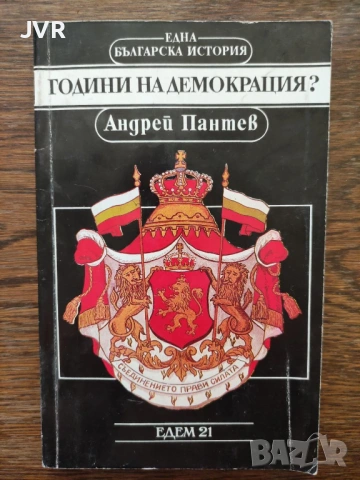 JVR
ЕДНА
БЪЛГАРСКА ИСТОРИЯ
ГОДИНИ НА ДЕМОКРАЦИЯ?
Андрей Пантев
СЪЕДИНЕНИЕТО ПРАВИ СИЛАТА
ЕДЕМ 21
BAZAR